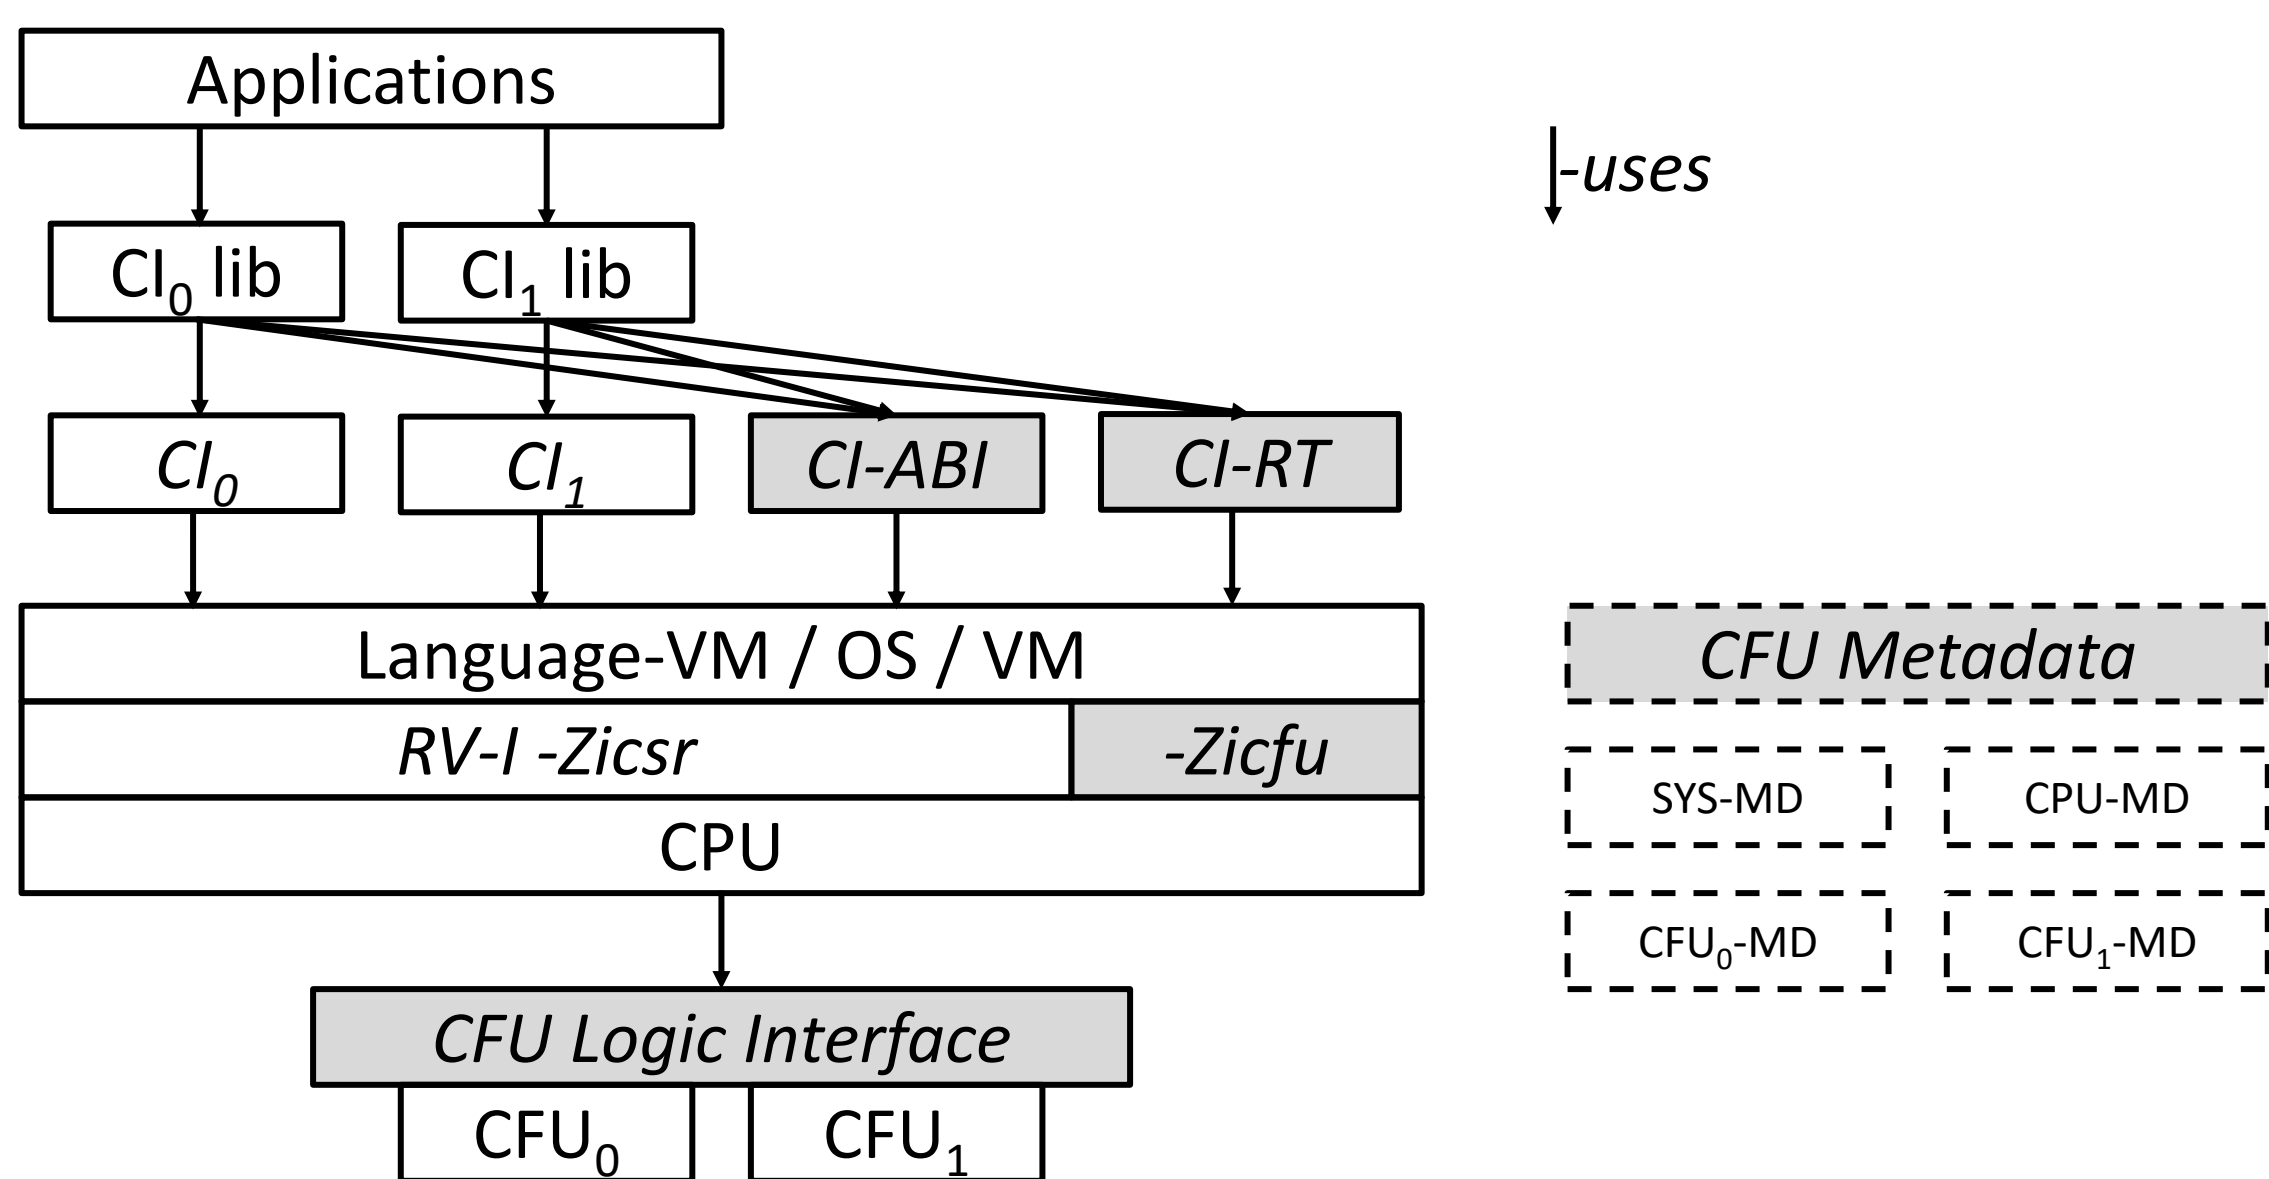 Applications
-uses
CI₀ lib
CI₁ lib
CI₀
CI₁
CI-ABI
CI-RT
Language-VM / OS / VM
CFU Metadata
RV-I -Zicsr
-Zicfu
SYS-MD
CPU-MD
CPU
CFU₀-MD
CFU₁-MD
CFU Logic Interface
CFU₀
CFU₁